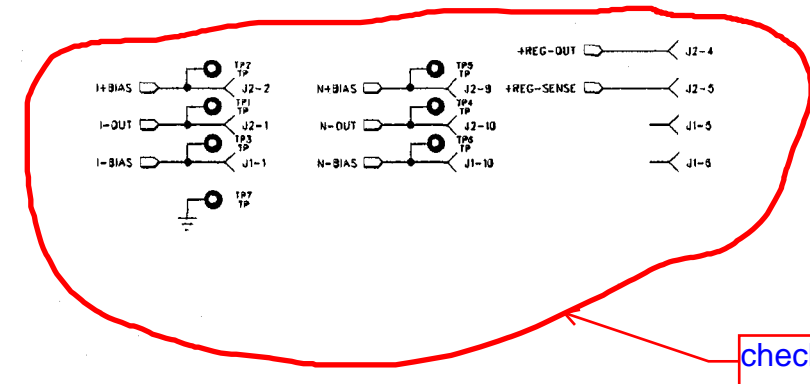 +REG-OUT J2-4
TP2
TP
I+BIAS J2-2
TP5
TP
N+BIAS J2-9
+REG-SENSE J2-5
TP1
TP
I-OUT J2-1
TP4
TP
N-OUT J2-10
J1-5
TP3
TP
I-BIAS J1-1
TP6
TP
N-BIAS J1-10
J1-6
TP7
TP
chec